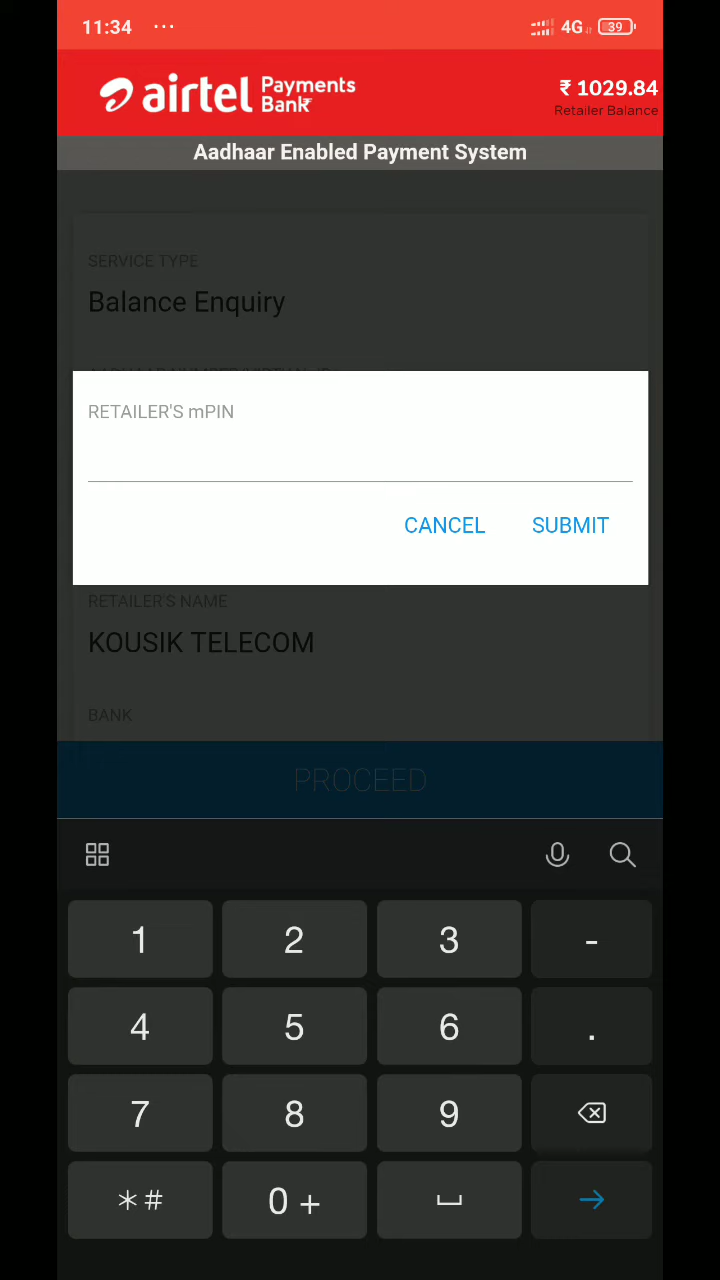 11:34 ...
4G 39
airtel Payments Bank
₹ 1029.84
Retailer Balance
Aadhaar Enabled Payment System
SERVICE TYPE
Balance Enquiry
RETAILER'S mPIN
CANCEL SUBMIT
RETAILER'S NAME
KOUSIK TELECOM
BANK
PROCEED
1 2 3 -
4 5 6 .
7 8 9
*# 0 +